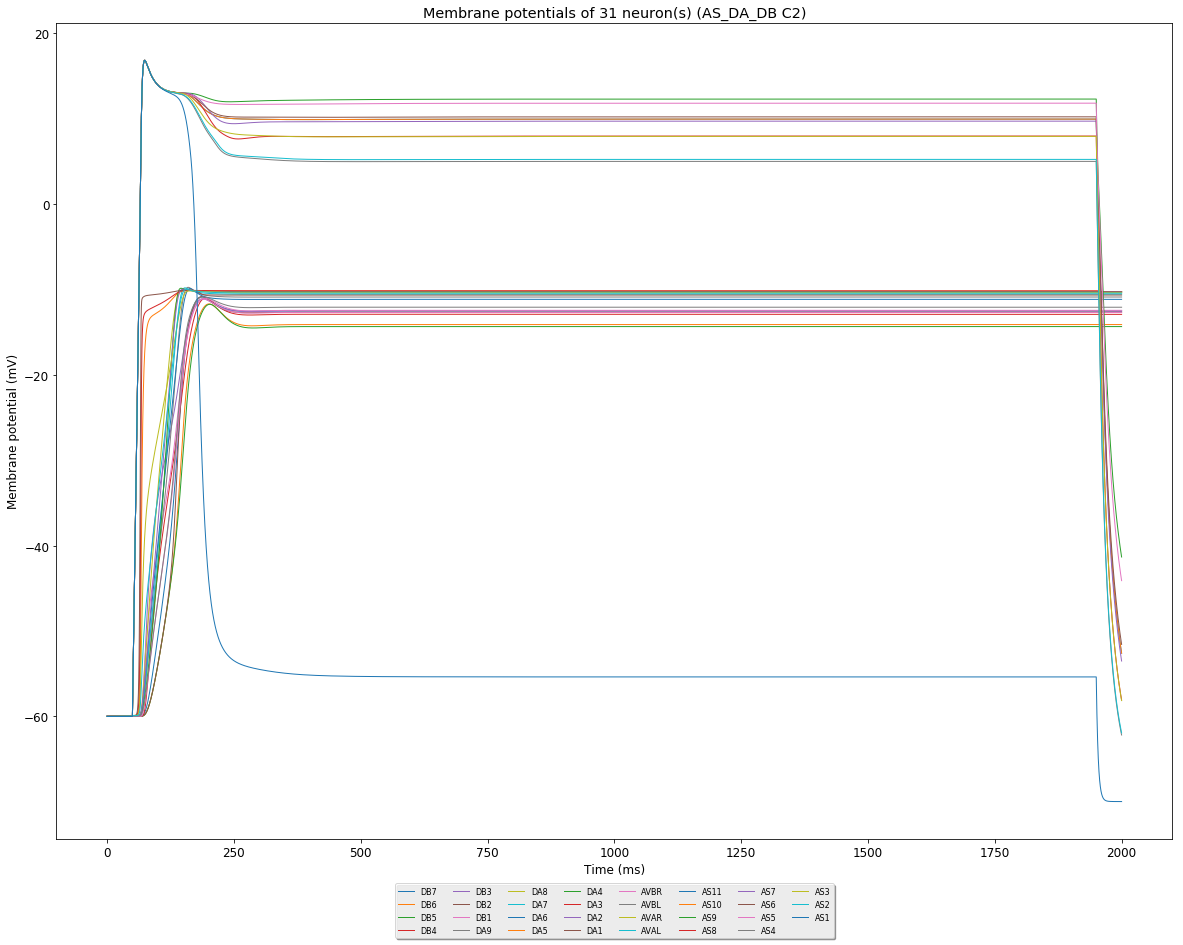 Membrane potentials of 31 neuron(s) (AS_DA_DB C2)
20
0
−20
−40
−60
Membrane potential (mV)
0 250 500 750 1000 1250 1500 1750 2000
Time (ms)
DB7 DB3 DA8 DA4 AVBR AS11 AS7 AS3
DB6 DB2 DA7 DA3 AVBL AS10 AS6 AS2
DB5 DB1 DA6 DA2 AVAR AS9 AS5 AS1
DB4 DA9 DA5 DA1 AVAL AS8 AS4